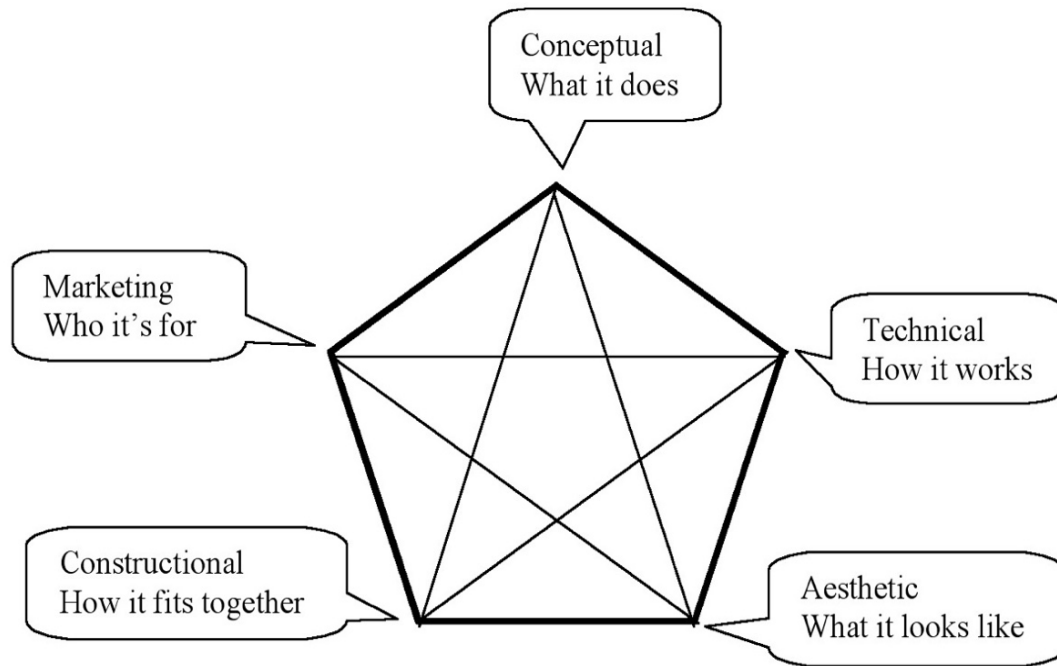 Conceptual
What it does
Marketing
Who it’s for
Technical
How it works
Constructional
How it fits together
Aesthetic
What it looks like